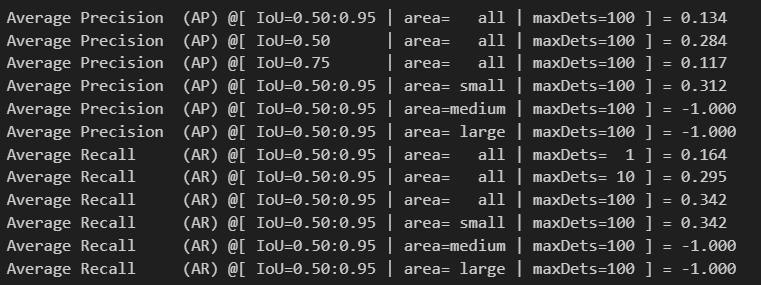 Average Precision  (AP) @[ IoU=0.50:0.95 | area=   all | maxDets=100 ] = 0.134
Average Precision  (AP) @[ IoU=0.50      | area=   all | maxDets=100 ] = 0.284
Average Precision  (AP) @[ IoU=0.75      | area=   all | maxDets=100 ] = 0.117
Average Precision  (AP) @[ IoU=0.50:0.95 | area= small | maxDets=100 ] = 0.312
Average Precision  (AP) @[ IoU=0.50:0.95 | area=medium | maxDets=100 ] = -1.000
Average Precision  (AP) @[ IoU=0.50:0.95 | area= large | maxDets=100 ] = -1.000
Average Recall     (AR) @[ IoU=0.50:0.95 | area=   all | maxDets=  1 ] = 0.164
Average Recall     (AR) @[ IoU=0.50:0.95 | area=   all | maxDets= 10 ] = 0.295
Average Recall     (AR) @[ IoU=0.50:0.95 | area=   all | maxDets=100 ] = 0.342
Average Recall     (AR) @[ IoU=0.50:0.95 | area= small | maxDets=100 ] = 0.342
Average Recall     (AR) @[ IoU=0.50:0.95 | area=medium | maxDets=100 ] = -1.000
Average Recall     (AR) @[ IoU=0.50:0.95 | area= large | maxDets=100 ] = -1.000